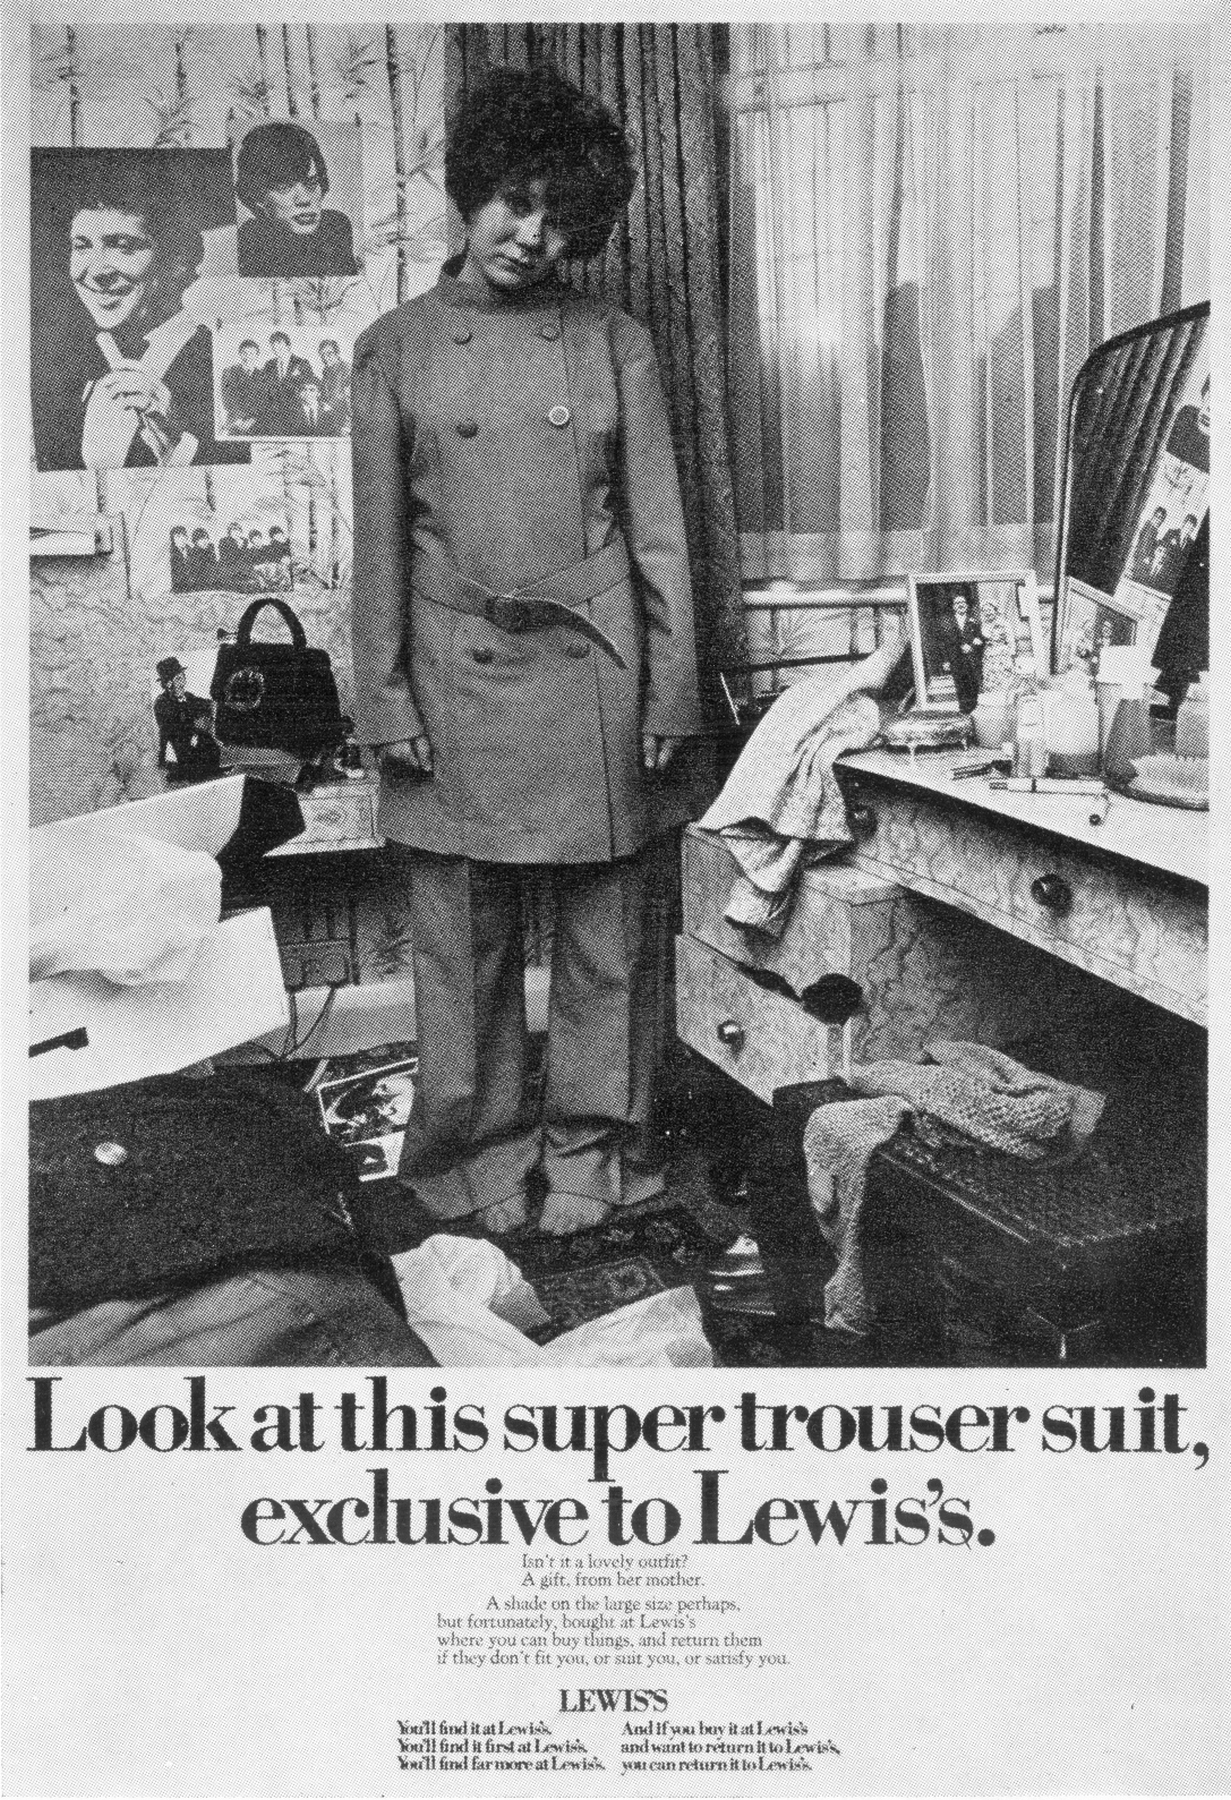 Look at this super trouser suit,
exclusive to Lewis's.
Isn't it a lovely outfit?
A gift, from her mother.
A shade on the large size perhaps,
but fortunately, bought at Lewis's
where you can buy things, and return them
if they don't fit you, or suit you, or satisfy you.
LEWIS'S
You'll find it at Lewis's.
You'll find it first at Lewis's.
You'll find far more at Lewis's.
And if you buy it at Lewis's
and want to return it to Lewis's,
you can return it to Lewis's.